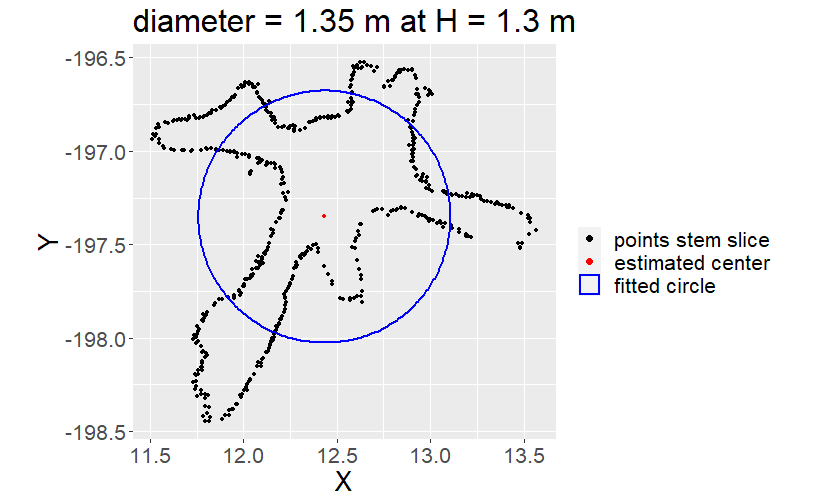 diameter = 1.35 m at H = 1.3 m
-196.5
-197.0
-197.5
-198.0
-198.5
Y
11.5 12.0 12.5 13.0 13.5
X
points stem slice
estimated center
fitted circle